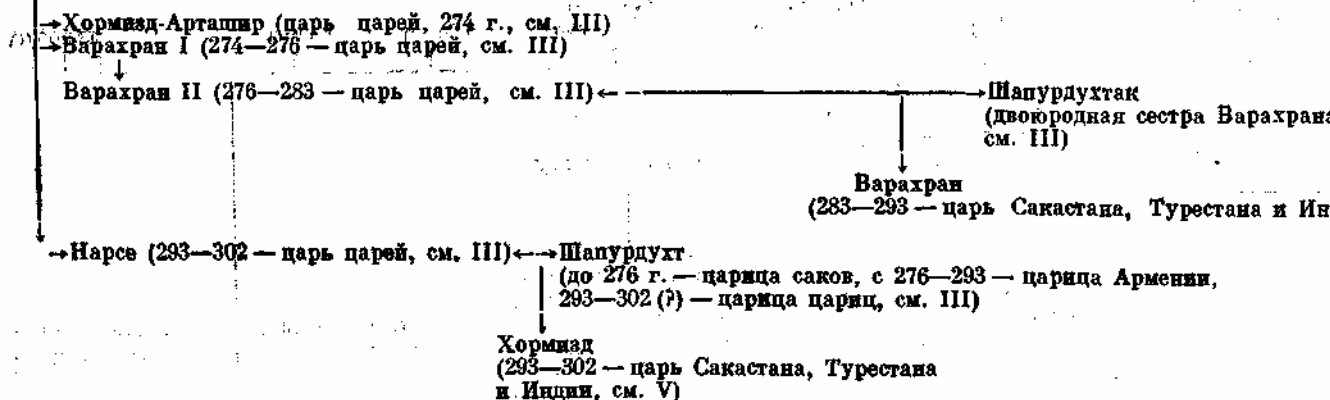 Хормизд-Арташир (царь царей, 274 г., см. III)
Варахран I (274—276 — царь царей, см. III)
Варахран II (276—283 — царь царей, см. III)
Шапурдухтак
(двоюродная сестра Варахрана
см. III)
Варахран
(283—293 — царь Сакастана, Турестана и Ин
Нарсе (293—302 — царь царей, см. III)
Шапурдухт
(до 276 г. — царица саков, с 276—293 — царица Армении,
293—302 (?) — царица цариц, см. III)
Хормизд
(293—302 — царь Сакастана, Турестана
и Индии, см. V)